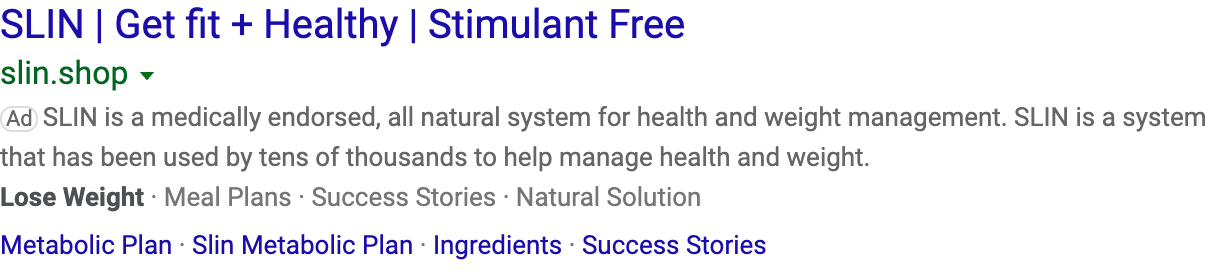 SLIN | Get fit + Healthy | Stimulant Free
slin.shop
Ad SLIN is a medically endorsed, all natural system for health and weight management. SLIN is a system
that has been used by tens of thousands to help manage health and weight.
Lose Weight · Meal Plans · Success Stories · Natural Solution
Metabolic Plan · Slin Metabolic Plan · Ingredients · Success Stories